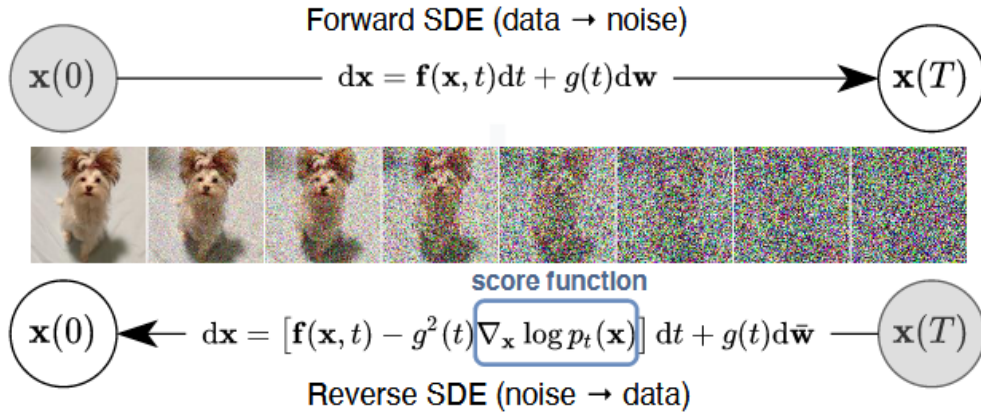 Forward SDE (data → noise)
x(0) dx = f(x, t)dt + g(t)dw x(T)
score function
x(0) dx = [f(x, t) − g²(t)∇ₓ log pₜ(x)] dt + g(t)dw̄ x(T)
Reverse SDE (noise → data)